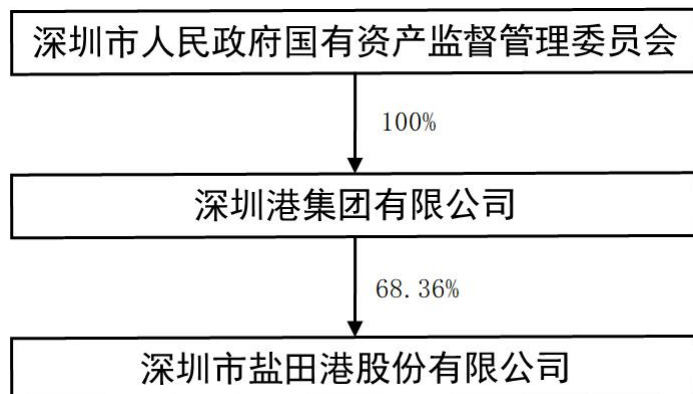 深圳市人民政府国有资产监督管理委员会
100%
深圳港集团有限公司
68.36%
深圳市盐田港股份有限公司